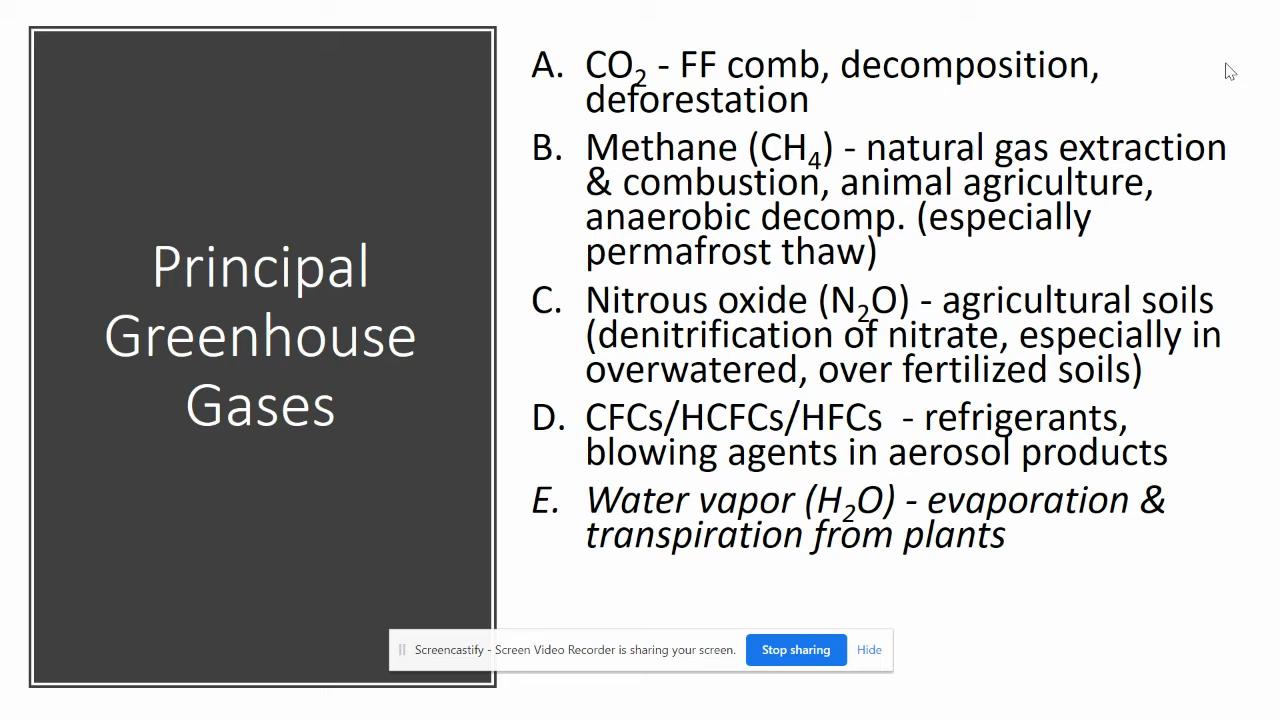 Principal
Greenhouse
Gases
A. CO₂ - FF comb, decomposition,
deforestation
B. Methane (CH₄) - natural gas extraction
& combustion, animal agriculture,
anaerobic decomp. (especially
permafrost thaw)
C. Nitrous oxide (N₂O) - agricultural soils
(denitrification of nitrate, especially in
overwatered, over fertilized soils)
D. CFCs/HCFCs/HFCs - refrigerants,
blowing agents in aerosol products
E. Water vapor (H₂O) - evaporation &
transpiration from plants
Screencastify - Screen Video Recorder is sharing your screen. Stop sharing Hide